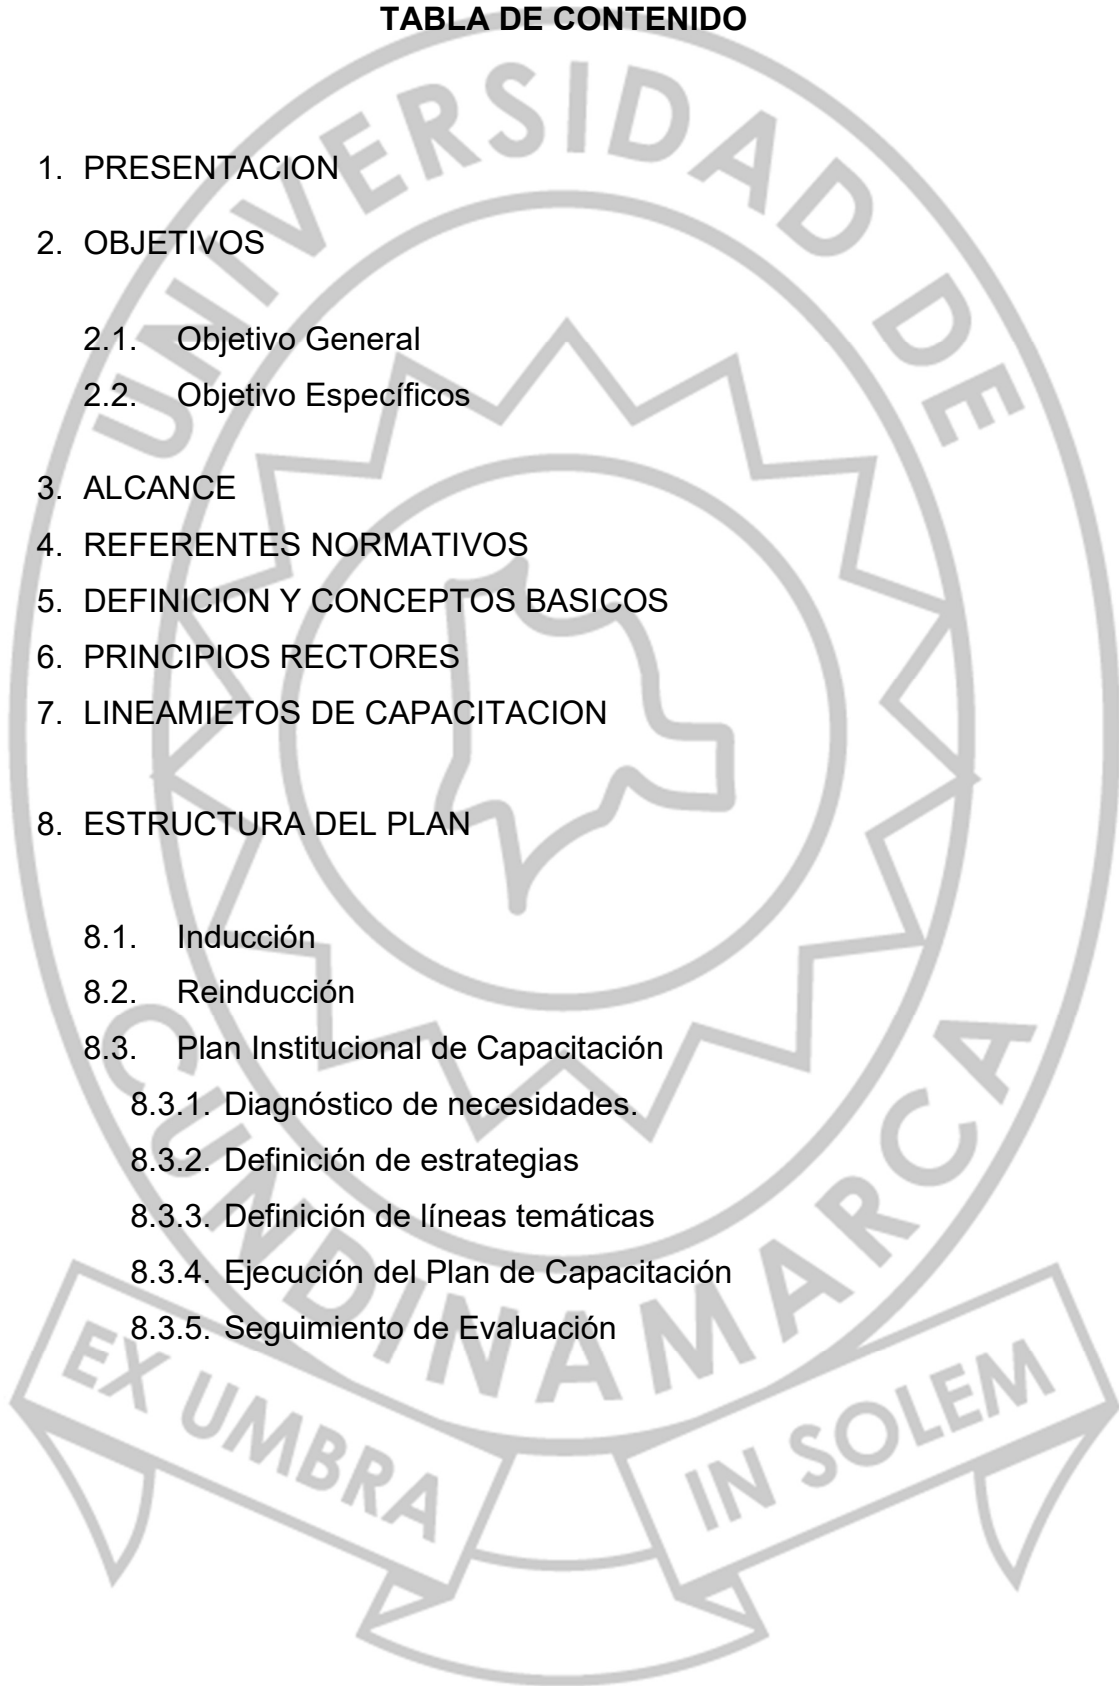 TABLA DE CONTENIDO
1. PRESENTACION
2. OBJETIVOS
2.1. Objetivo General
2.2. Objetivo Específicos
3. ALCANCE
4. REFERENTES NORMATIVOS
5. DEFINICION Y CONCEPTOS BASICOS
6. PRINCIPIOS RECTORES
7. LINEAMIETOS DE CAPACITACION
8. ESTRUCTURA DEL PLAN
8.1. Inducción
8.2. Reinducción
8.3. Plan Institucional de Capacitación
8.3.1. Diagnóstico de necesidades.
8.3.2. Definición de estrategias
8.3.3. Definición de líneas temáticas
8.3.4. Ejecución del Plan de Capacitación
8.3.5. Seguimiento de Evaluación
UNIVERSIDAD DE
CUNDINAMARCA
EX UMBRA
IN SOLEM